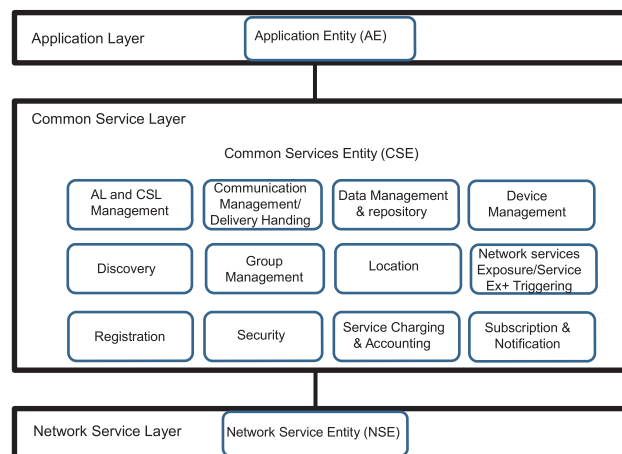 Application Layer
Application Entity (AE)
Common Service Layer
Common Services Entity (CSE)
AL and CSL
Management
Communication
Management/
Delivery Handing
Data Management
& repository
Device
Management
Discovery
Group
Management
Location
Network services
Exposure/Service
Ex+ Triggering
Registration
Security
Service Charging
& Accounting
Subscription &
Notification
Network Service Layer
Network Service Entity (NSE)